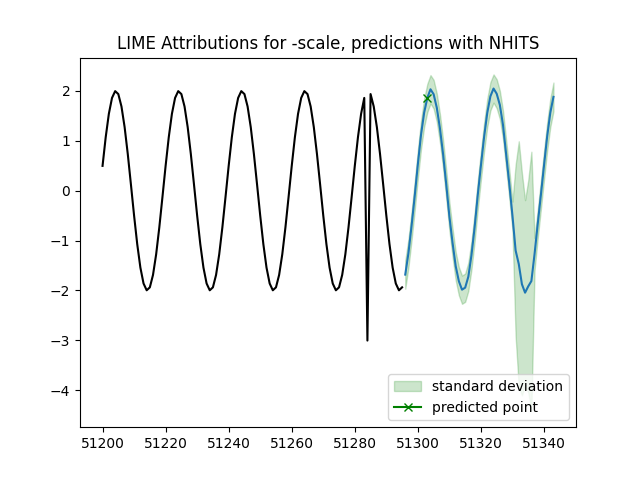 LIME Attributions for -scale, predictions with NHITS
2
1
0
−1
−2
−3
−4
standard deviation
predicted point
51200 51220 51240 51260 51280 51300 51320 51340